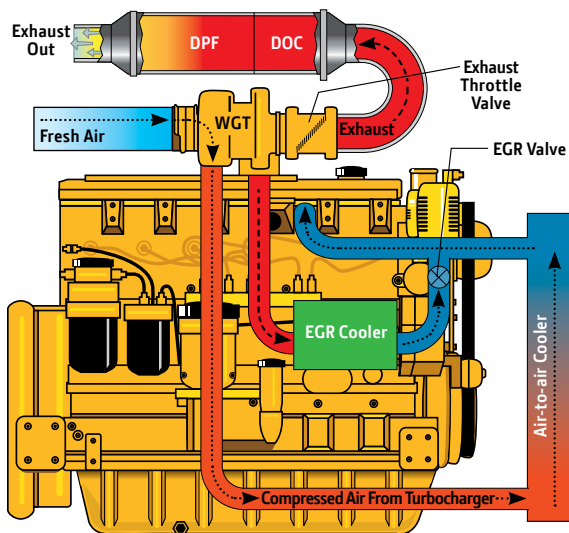 Exhaust
Out
DPF
DOC
Exhaust
Throttle
Valve
Fresh Air
WGT
Exhaust
EGR Valve
EGR Cooler
Air-to-air Cooler
Compressed Air From Turbocharger